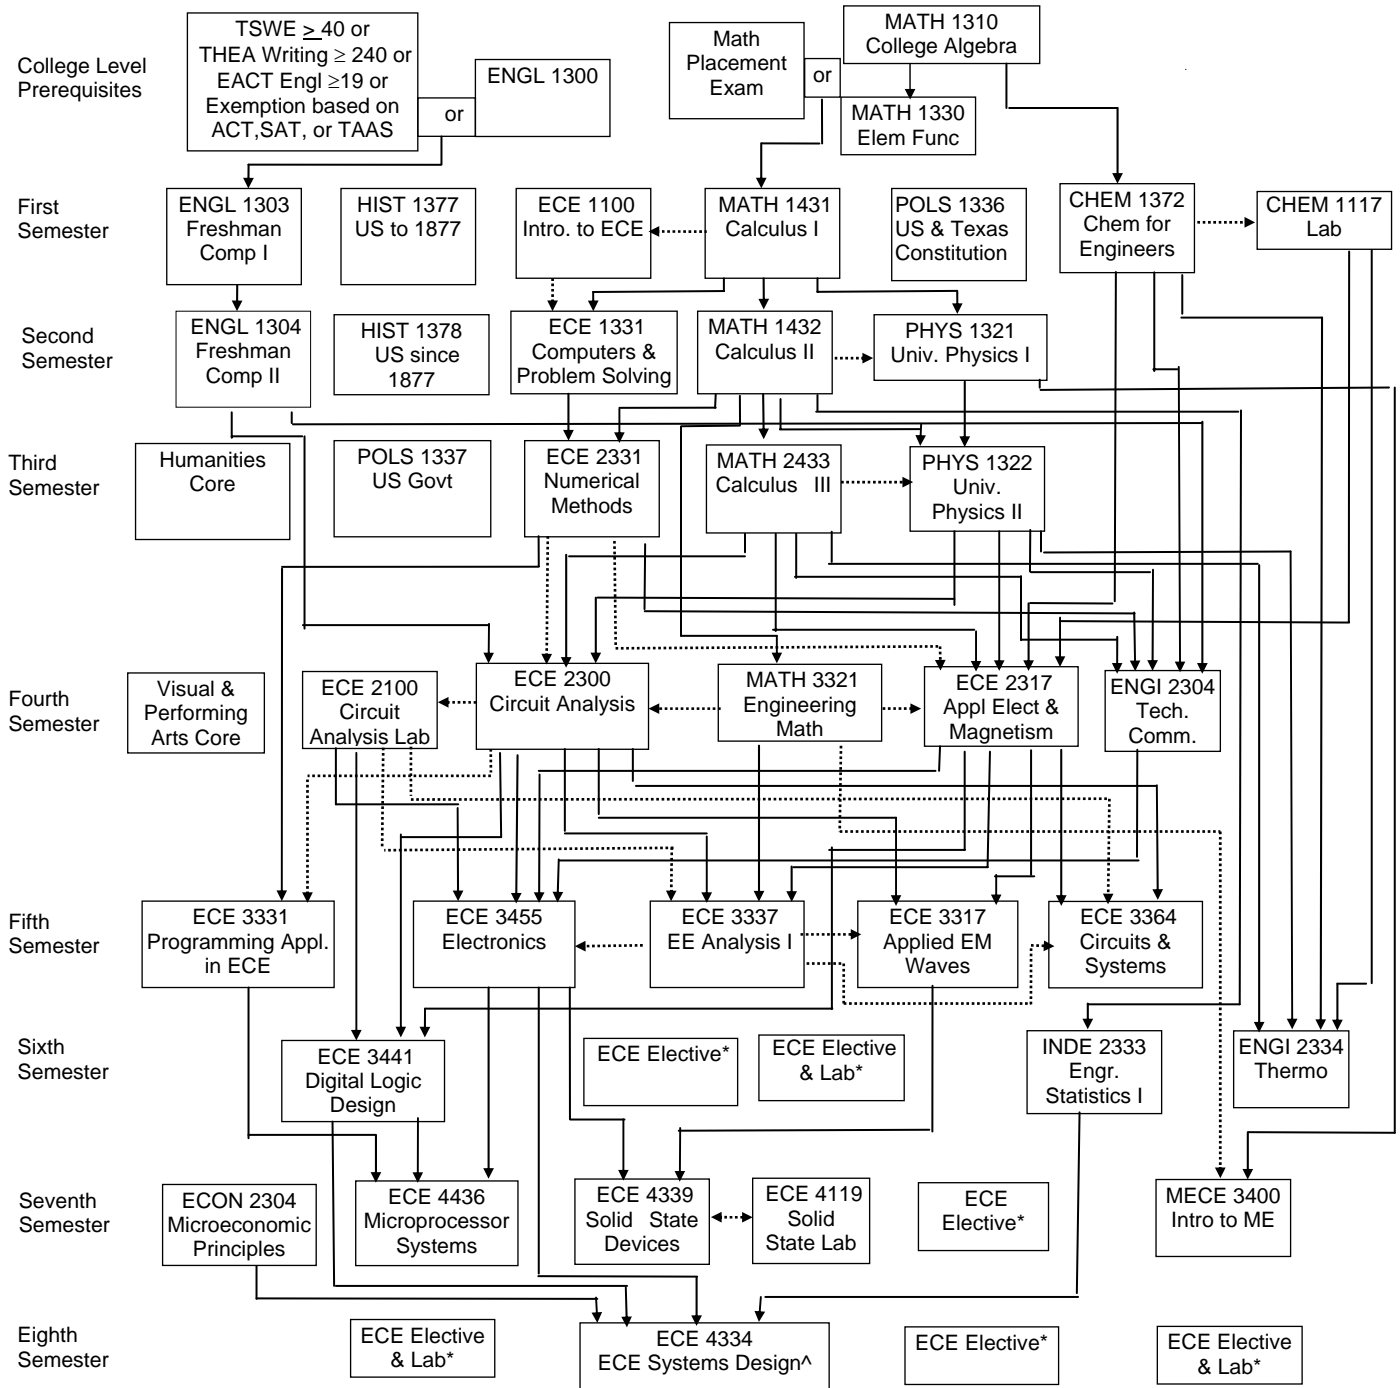 College Level
Prerequisites
TSWE > 40 or
THEA Writing ≥ 240 or
EACT Engl ≥19 or
Exemption based on
ACT,SAT, or TAAS
or
ENGL 1300
Math
Placement
Exam
or
MATH 1310
College Algebra
MATH 1330
Elem Func
First
Semester
ENGL 1303
Freshman
Comp I
HIST 1377
US to 1877
ECE 1100
Intro. to ECE
MATH 1431
Calculus I
POLS 1336
US & Texas
Constitution
CHEM 1372
Chem for
Engineers
CHEM 1117
Lab
Second
Semester
ENGL 1304
Freshman
Comp II
HIST 1378
US since
1877
ECE 1331
Computers &
Problem Solving
MATH 1432
Calculus II
PHYS 1321
Univ. Physics I
Third
Semester
Humanities
Core
POLS 1337
US Govt
ECE 2331
Numerical
Methods
MATH 2433
Calculus III
PHYS 1322
Univ.
Physics II
Fourth
Semester
Visual &
Performing
Arts Core
ECE 2100
Circuit
Analysis Lab
ECE 2300
Circuit Analysis
MATH 3321
Engineering
Math
ECE 2317
Appl Elect &
Magnetism
ENGI 2304
Tech.
Comm.
Fifth
Semester
ECE 3331
Programming Appl.
in ECE
ECE 3455
Electronics
ECE 3337
EE Analysis I
ECE 3317
Applied EM
Waves
ECE 3364
Circuits &
Systems
Sixth
Semester
ECE 3441
Digital Logic
Design
ECE Elective*
ECE Elective
& Lab*
INDE 2333
Engr.
Statistics I
ENGI 2334
Thermo
Seventh
Semester
ECON 2304
Microeconomic
Principles
ECE 4436
Microprocessor
Systems
ECE 4339
Solid State
Devices
ECE 4119
Solid
State Lab
ECE
Elective*
MECE 3400
Intro to ME
Eighth
Semester
ECE Elective
& Lab*
ECE 4334
ECE Systems Design^
ECE Elective*
ECE Elective
& Lab*